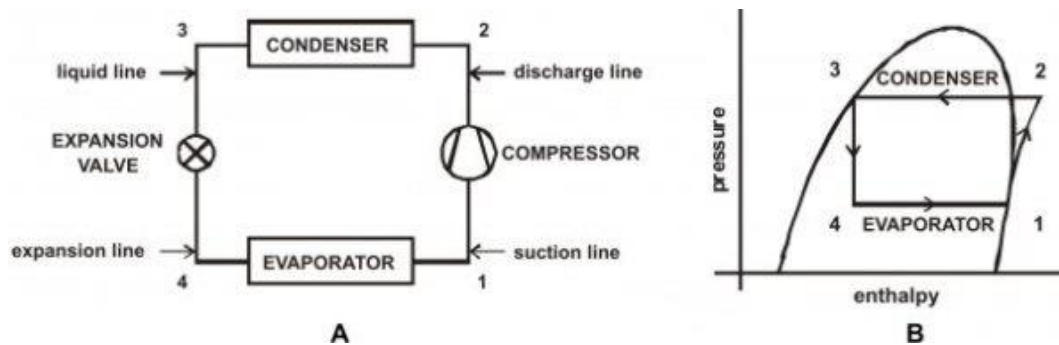 3
CONDENSER
2
liquid line
discharge line
EXPANSION
VALVE
COMPRESSOR
expansion line
suction line
4
EVAPORATOR
1
A
pressure
3
CONDENSER
2
4
EVAPORATOR
1
enthalpy
B